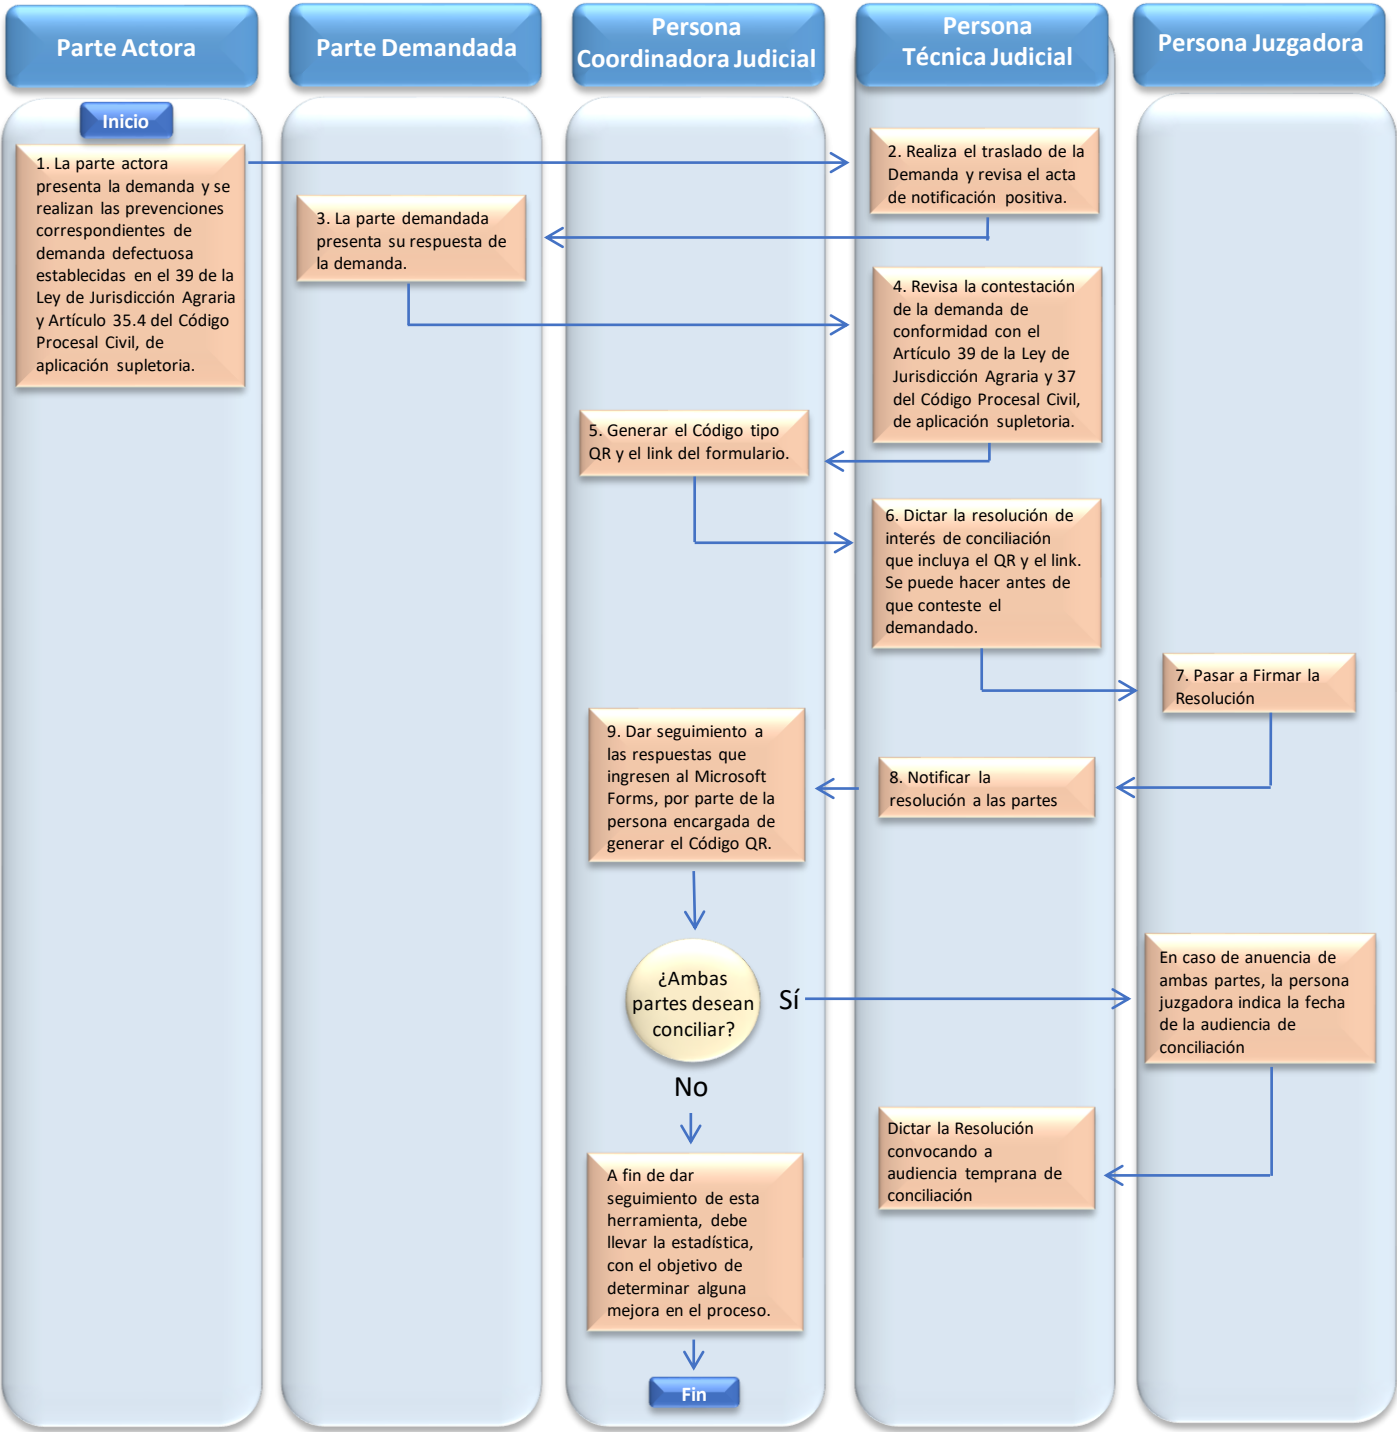 Parte Actora
Parte Demandada
Persona
Coordinadora Judicial
Persona
Técnica Judicial
Persona Juzgadora
Inicio
1. La parte actora
presenta la demanda y se
realizan las prevenciones
correspondientes de
demanda defectuosa
establecidas en el 39 de la
Ley de Jurisdicción Agraria
y Artículo 35.4 del Código
Procesal Civil, de
aplicación supletoria.
2. Realiza el traslado de la
Demanda y revisa el acta
de notificación positiva.
3. La parte demandada
presenta su respuesta de
la demanda.
4. Revisa la contestación
de la demanda de
conformidad con el
Artículo 39 de la Ley de
Jurisdicción Agraria y 37
del Código Procesal Civil,
de aplicación supletoria.
5. Generar el Código tipo
QR y el link del formulario.
6. Dictar la resolución de
interés de conciliación
que incluya el QR y el link.
Se puede hacer antes de
que conteste el
demandado.
7. Pasar a Firmar la
Resolución
8. Notificar la
resolución a las partes
9. Dar seguimiento a
las respuestas que
ingresen al Microsoft
Forms, por parte de la
persona encargada de
generar el Código QR.
¿Ambas
partes desean
conciliar?
Sí
En caso de anuencia de
ambas partes, la persona
juzgadora indica la fecha
de la audiencia de
conciliación
No
Dictar la Resolución
convocando a
audiencia temprana de
conciliación
A fin de dar
seguimiento de esta
herramienta, debe
llevar la estadística,
con el objetivo de
determinar alguna
mejora en el proceso.
Fin